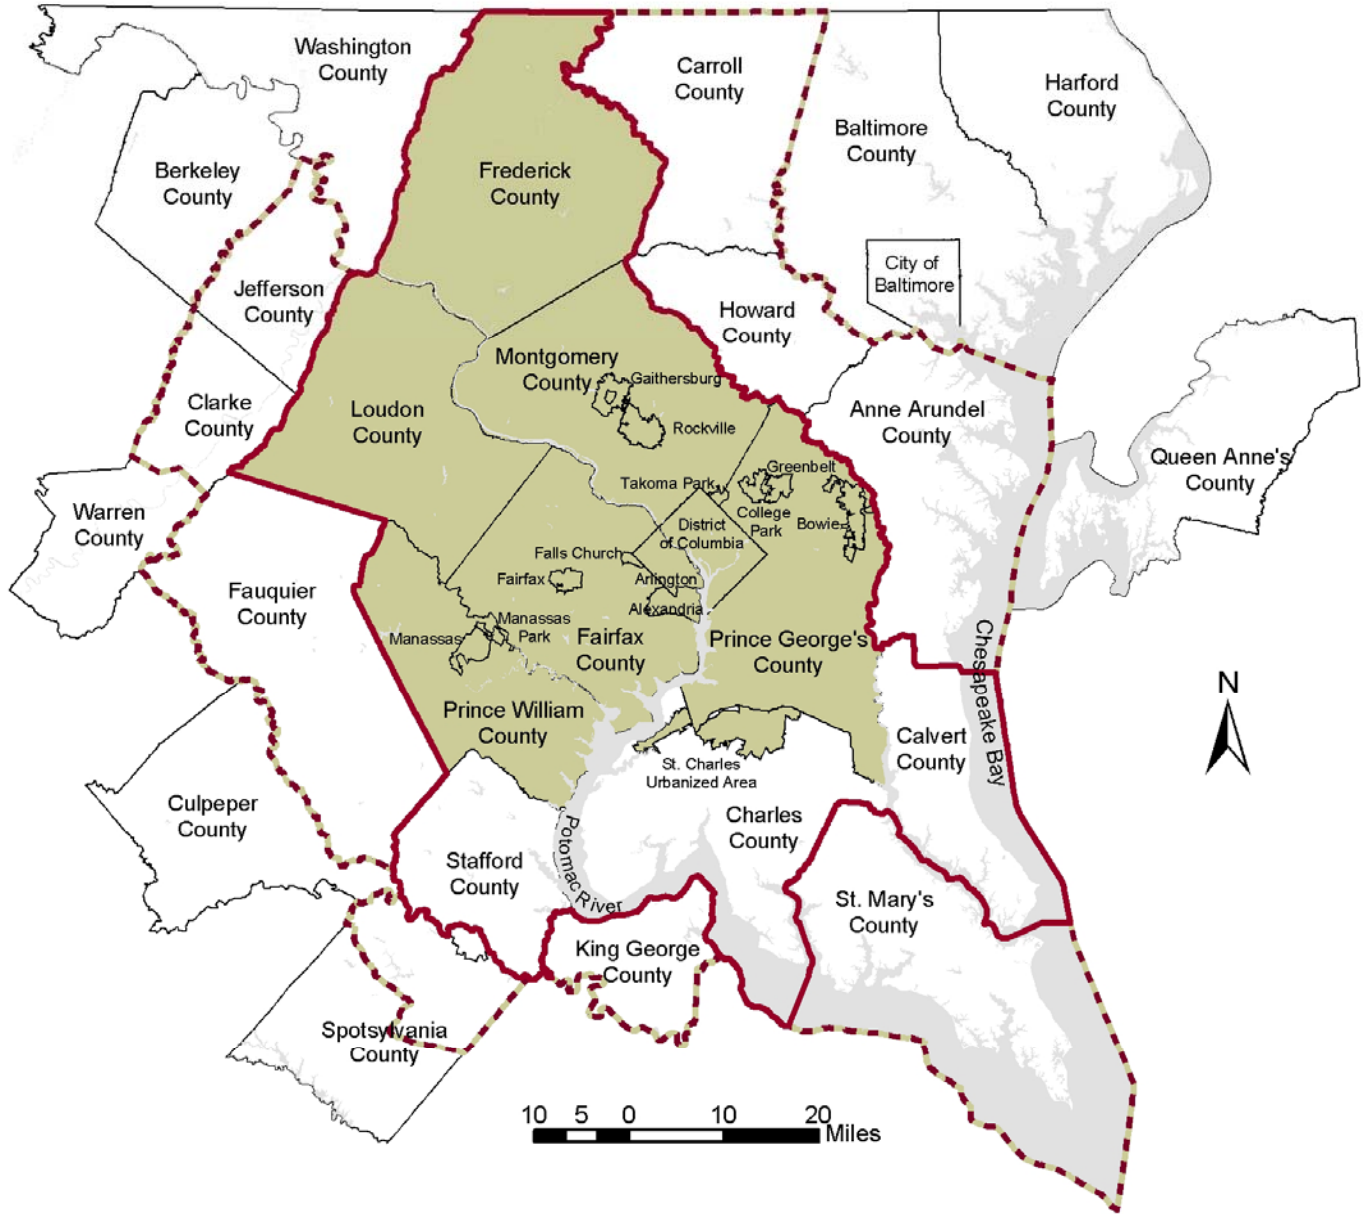 Washington
County
Carroll
County
Harford
County
Baltimore
County
Frederick
County
Berkeley
County
City of
Baltimore
Jefferson
County
Howard
County
Montgomery
County
Gaithersburg
Clarke
County
Loudon
County
Rockville
Anne Arundel
County
Queen Anne's
County
Greenbelt
Takoma Park
College
Park
Bowie
Warren
County
District
of Columbia
Falls Church
Fairfax
Arlington
Alexandria
Fauquier
County
Manassas
Park
Manassas
Fairfax
County
Prince George's
County
Chesapeake Bay
N
Prince William
County
Calvert
County
St. Charles
Urbanized Area
Culpeper
County
Charles
County
Potomac River
Stafford
County
St. Mary's
County
King George
County
Spotsylvania
County
10 5 0 10 20
Miles